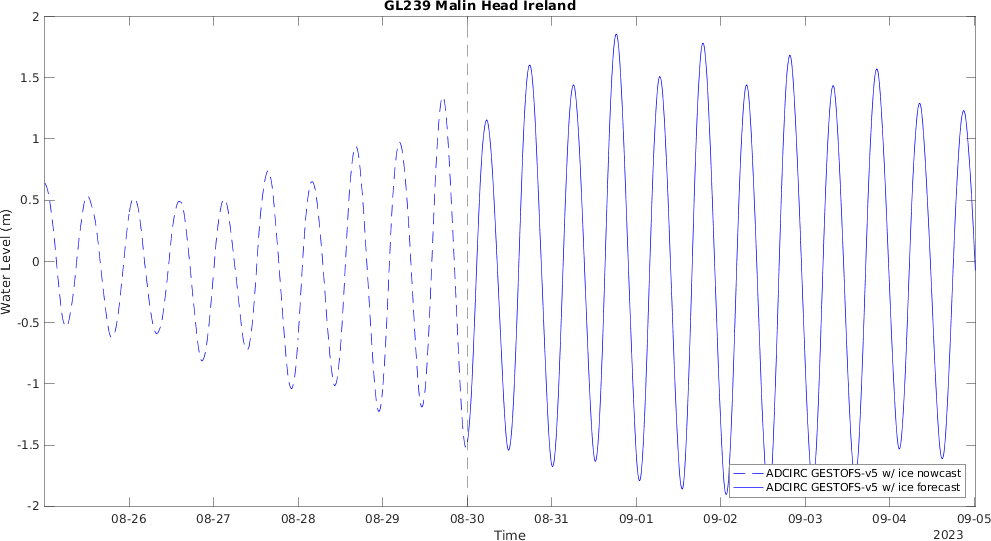 GL239 Malin Head Ireland
2
1.5
1
0.5
0
-0.5
-1
-1.5
-2
Water Level (m)
ADCIRC GESTOFS-v5 w/ ice nowcast
ADCIRC GESTOFS-v5 w/ ice forecast
08-26 08-27 08-28 08-29 08-30 08-31 09-01 09-02 09-03 09-04 09-05
Time
2023